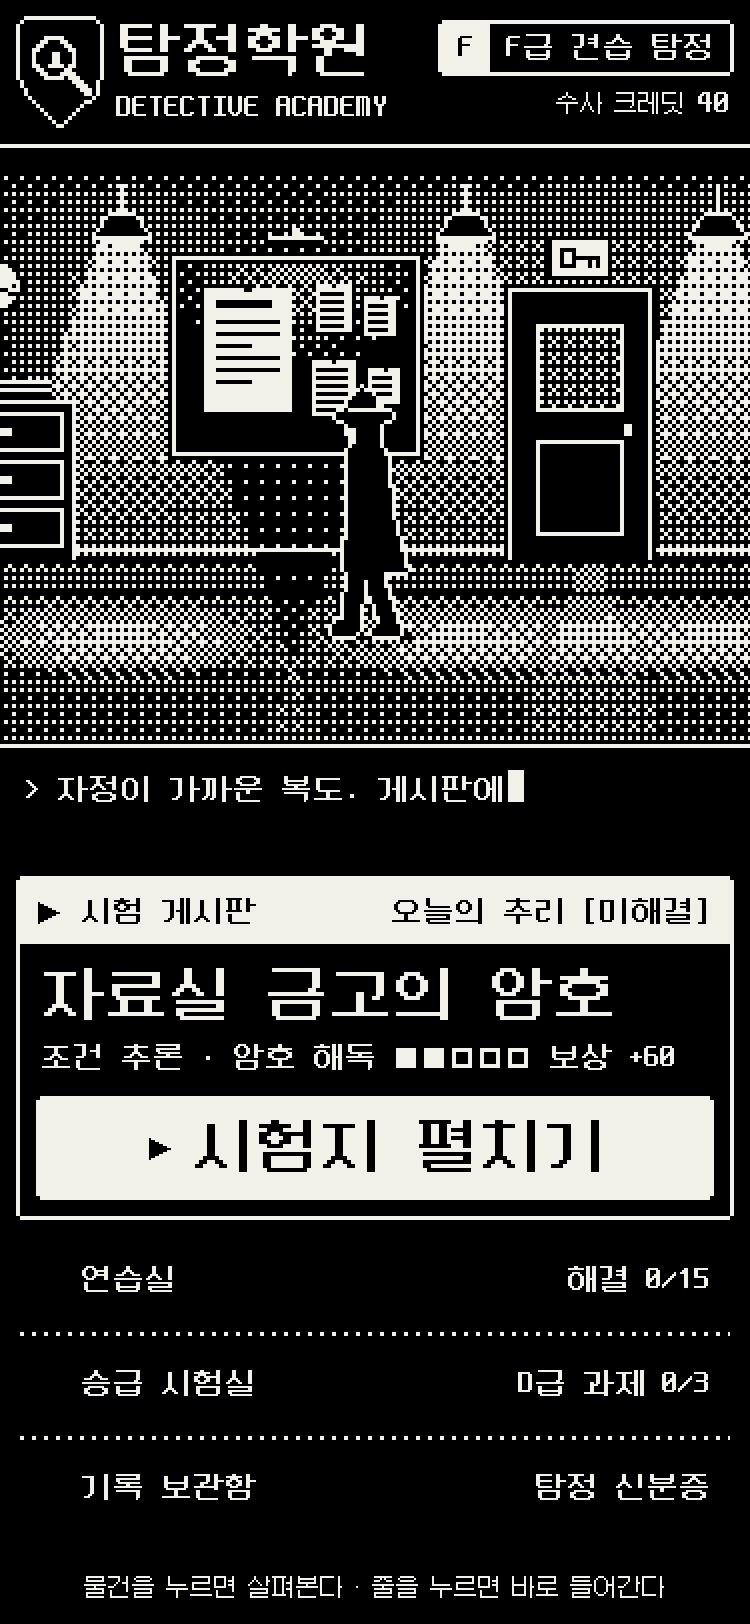 탐정학원
DETECTIVE ACADEMY
F F급 견습 탐정
수사 크레딧 40
> 자정이 가까운 복도. 게시판에
▶ 시험 게시판 오늘의 추리 [미해결]
자료실 금고의 암호
조건 추론 · 암호 해독 ■■□□□ 보상 +60
▶ 시험지 펼치기
연습실 해결 0/15
승급 시험실 D급 과제 0/3
기록 보관함 탐정 신분증
물건을 누르면 살펴본다 · 줄을 누르면 바로 들어간다